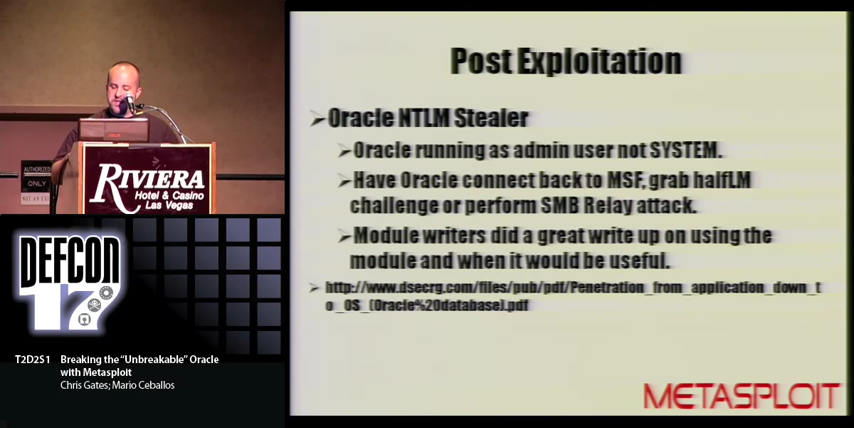 AUTHORIZED
ONLY
RIVIERA
Hotel & Casino
Las Vegas
DEFCON
17
T2D2S1 Breaking the “Unbreakable” Oracle
with Metasploit
Chris Gates; Mario Ceballos
Post Exploitation
Oracle NTLM Stealer
Oracle running as admin user not SYSTEM.
Have Oracle connect back to MSF, grab halfLM
challenge or perform SMB Relay attack.
Module writers did a great write up on using the
module and when it would be useful.
http://www.dsecrg.com/files/pub/pdf/Penetration_from_application_down_t
o_OS_(Oracle%20database).pdf
METASPLOIT